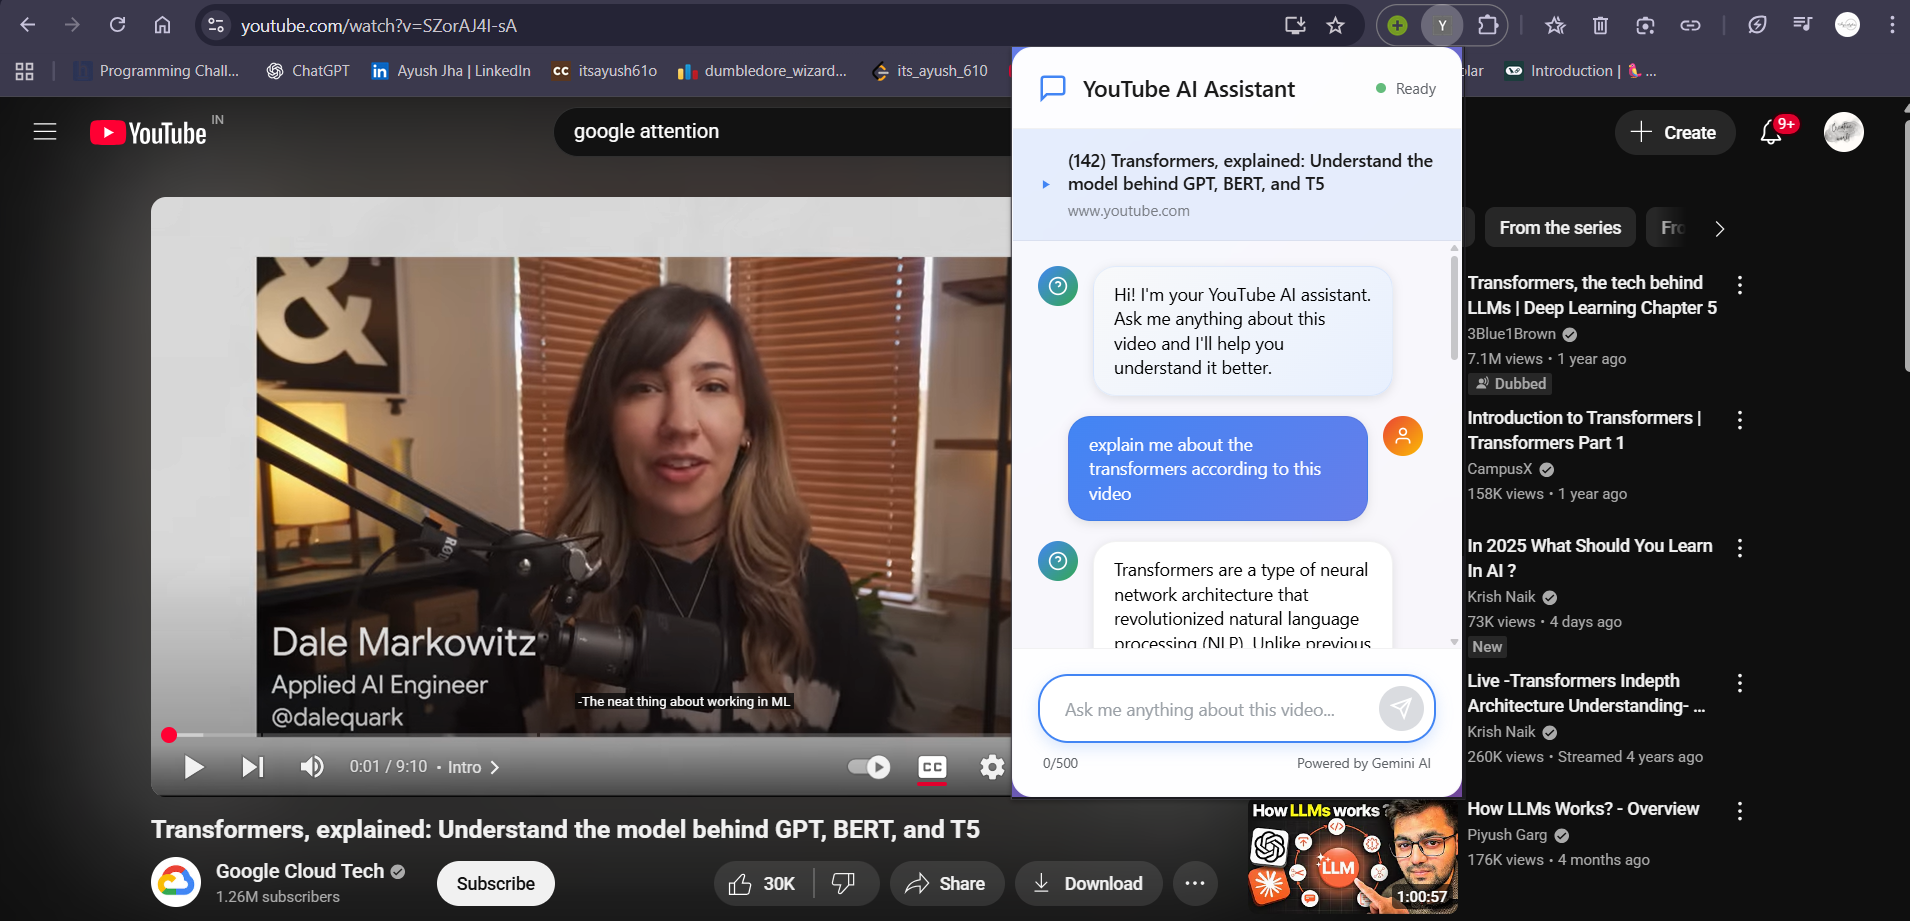 youtube.com/watch?v=SZorAJ4I-sA
Y
Programming Chall...
ChatGPT
in
Ayush Jha | LinkedIn
CC
itsayush61o
dumbledore_wizard...
its_ayush_610
lar
Introduction | 🦜...
YouTube
IN
google attention
Create
9+
YouTube AI Assistant
Ready
(142) Transformers, explained: Understand the
model behind GPT, BERT, and T5
www.youtube.com
Hi! I'm your YouTube AI assistant.
Ask me anything about this
video and I'll help you
understand it better.
explain me about the
transformers according to this
video
Transformers are a type of neural
network architecture that
revolutionized natural language
processing (NLP). Unlike previous
Ask me anything about this video...
0/500
Powered by Gemini AI
&
RODE
Dale Markowitz
Applied AI Engineer
@dalequark
-The neat thing about working in ML
0:01 / 9:10 • Intro
CC
Transformers, explained: Understand the model behind GPT, BERT, and T5
Google Cloud Tech
1.26M subscribers
Subscribe
30K
Share
Download
From the series
Fro
Transformers, the tech behind
LLMs | Deep Learning Chapter 5
3Blue1Brown
7.1M views • 1 year ago
Dubbed
Introduction to Transformers |
Transformers Part 1
CampusX
158K views • 1 year ago
In 2025 What Should You Learn
In AI ?
Krish Naik
73K views • 4 days ago
New
Live -Transformers Indepth
Architecture Understanding- ...
Krish Naik
260K views • Streamed 4 years ago
How LLMs works
LLM
1:00:57
How LLMs Works? - Overview
Piyush Garg
176K views • 4 months ago